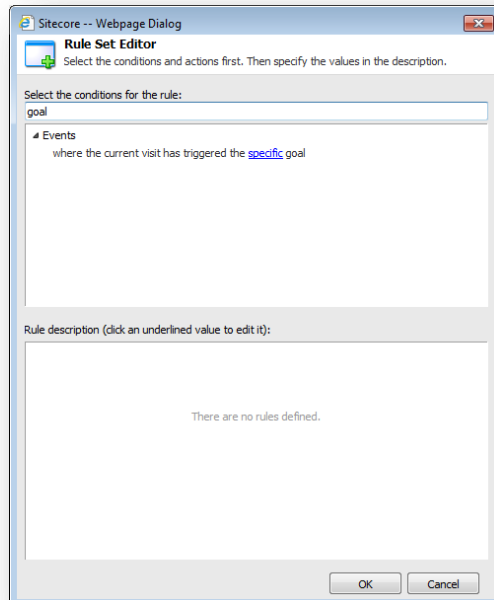 Sitecore -- Webpage Dialog
Rule Set Editor
Select the conditions and actions first. Then specify the values in the description.
Select the conditions for the rule:
goal
Events
where the current visit has triggered the specific goal
Rule description (click an underlined value to edit it):
There are no rules defined.
OK
Cancel